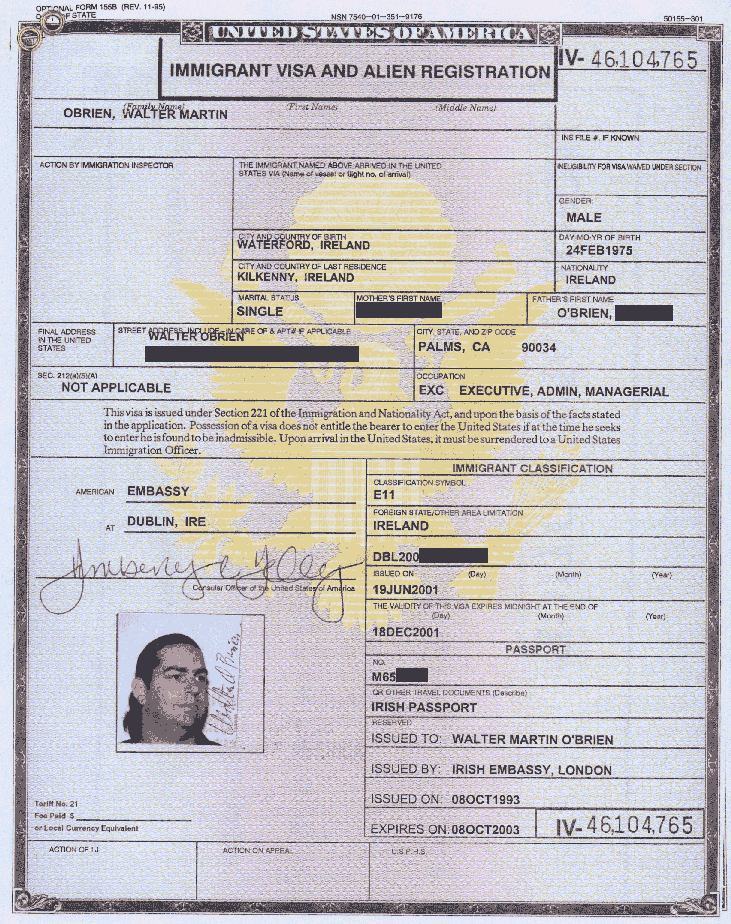 OPTIONAL FORM 155B (REV. 11-95)
OF STATE
NSN 7540-01-351-9176
50155-301
UNITED STATES OF AMERICA
IMMIGRANT VISA AND ALIEN REGISTRATION
IV- 46,104,765
(Family Name)
(First Name)
(Middle Name)
OBRIEN, WALTER MARTIN
INS FILE #, IF KNOWN
ACTION BY IMMIGRATION INSPECTOR
THE IMMIGRANT NAMED ABOVE ARRIVED IN THE UNITED
STATES VIA (Name of vessel or flight no. of arrival)
INELIGIBILITY FOR VISA WAIVED UNDER SECTION
GENDER:
MALE
CITY AND COUNTRY OF BIRTH
WATERFORD, IRELAND
DAY-MO-YR OF BIRTH
24FEB1975
CITY AND COUNTRY OF LAST RESIDENCE
KILKENNY, IRELAND
NATIONALITY
IRELAND
MARITAL STATUS
SINGLE
MOTHER'S FIRST NAME
FATHER'S FIRST NAME
O'BRIEN,
FINAL ADDRESS
IN THE UNITED
STATES
STREET ADDRESS, INCLUDE "IN CARE OF" & APT# IF APPLICABLE
WALTER OBRIEN
CITY, STATE, AND ZIP CODE
PALMS, CA 90034
SEC. 212(a)(5)(A)
NOT APPLICABLE
OCCUPATION
EXC EXECUTIVE, ADMIN, MANAGERIAL
This visa is issued under Section 221 of the Immigration and Nationality Act, and upon the basis of the facts stated
in the application. Possession of a visa does not entitle the bearer to enter the United States if at the time he seeks
to enter he is found to be inadmissible. Upon arrival in the United States, it must be surrendered to a United States
Immigration Officer.
IMMIGRANT CLASSIFICATION
AMERICAN EMBASSY
AT DUBLIN, IRE
Consular Officer of the United States of America
CLASSIFICATION SYMBOL
E11
FOREIGN STATE/OTHER AREA LIMITATION
IRELAND
DBL200
ISSUED ON (Day) (Month) (Year)
19JUN2001
THE VALIDITY OF THIS VISA EXPIRES MIDNIGHT AT THE END OF
(Day) (Month) (Year)
18DEC2001
PASSPORT
NO.
M65
OR OTHER TRAVEL DOCUMENTS (Describe)
IRISH PASSPORT
RESERVED
ISSUED TO: WALTER MARTIN O'BRIEN
ISSUED BY: IRISH EMBASSY, LONDON
ISSUED ON: 08OCT1993
EXPIRES ON: 08OCT2003
IV- 46,104,765
Tariff No. 21
Fee Paid $
or Local Currency Equivalent
ACTION OF IJ
ACTION ON APPEAL
U.S.P.H.S.